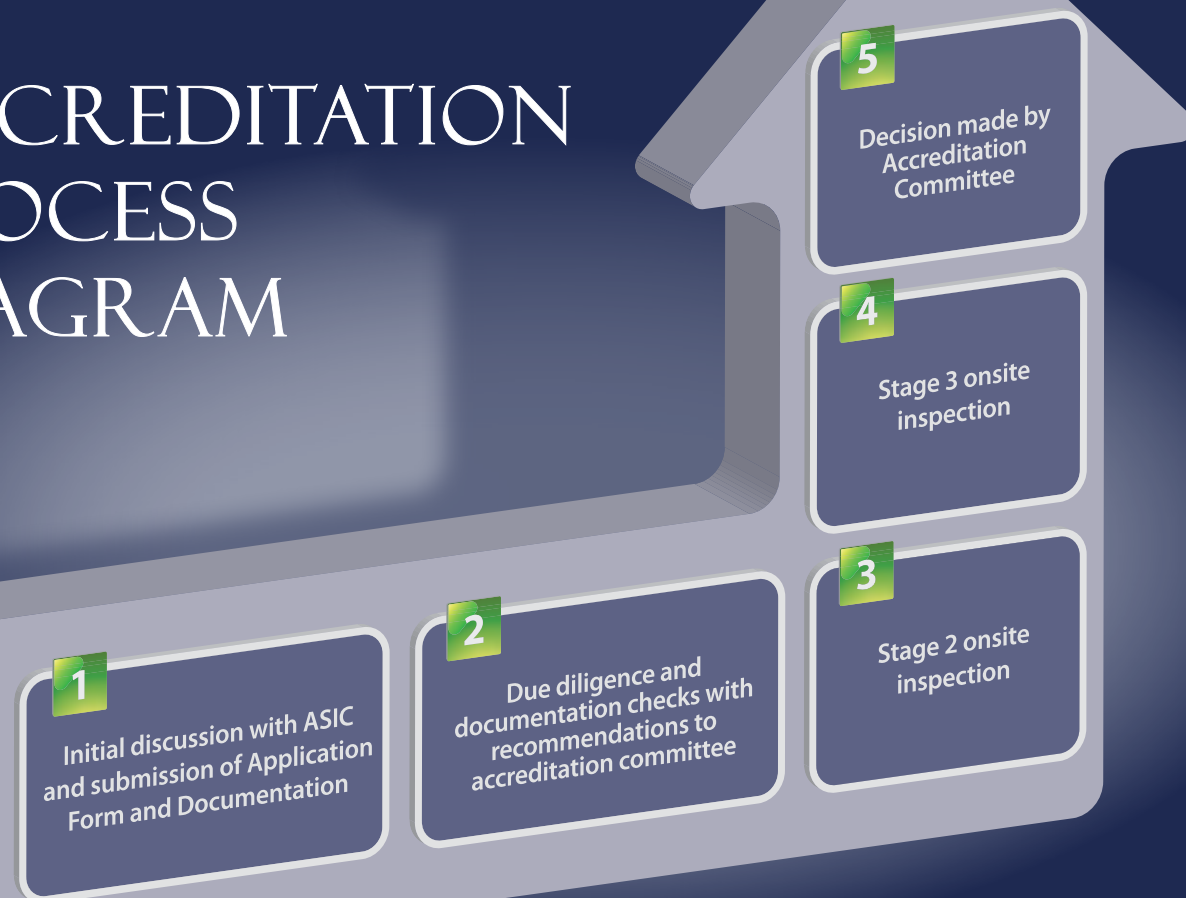 CCREDITATION
OCESS
AGRAM
1
Initial discussion with ASIC
and submission of Application
Form and Documentation
2
Due diligence and
documentation checks with
recommendations to
accreditation committee
3
Stage 2 onsite
inspection
4
Stage 3 onsite
inspection
5
Decision made by
Accreditation
Committee